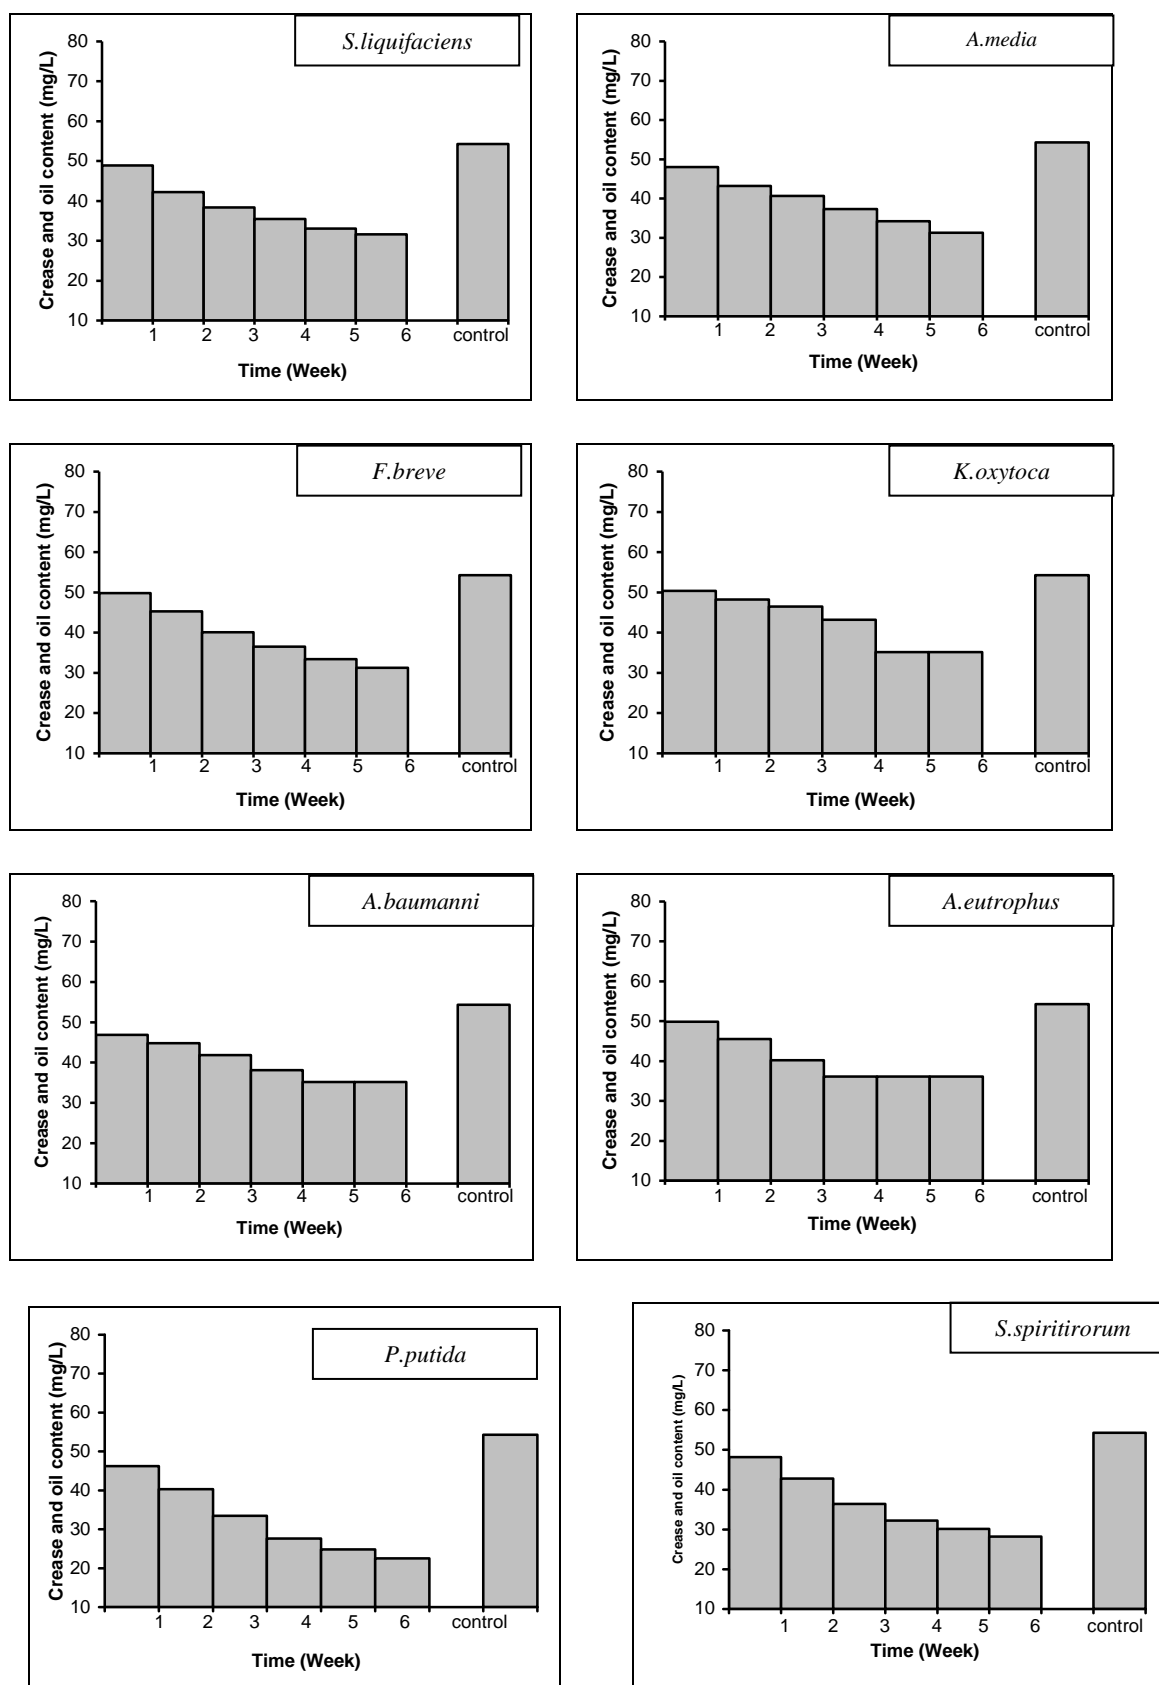 S.liquifaciens
Crease and oil content (mg/L)
80
70
60
50
40
30
20
10
1 2 3 4 5 6 control
Time (Week)
A.media
Crease and oil content (mg/L)
80
70
60
50
40
30
20
10
1 2 3 4 5 6 control
Time (Week)
F.breve
Crease and oil content (mg/L)
80
70
60
50
40
30
20
10
1 2 3 4 5 6 control
Time (Week)
K.oxytoca
Crease and oil content (mg/L)
80
70
60
50
40
30
20
10
1 2 3 4 5 6 control
Time (Week)
A.baumanni
Crease and oil content (mg/L)
80
70
60
50
40
30
20
10
1 2 3 4 5 6 control
Time (Week)
A.eutrophus
Crease and oil content (mg/L)
80
70
60
50
40
30
20
10
1 2 3 4 5 6 control
Time (Week)
P.putida
Crease and oil content (mg/L)
80
70
60
50
40
30
20
10
1 2 3 4 5 6 control
Time (Week)
S.spiritirorum
Crease and oil content (mg/L)
80
70
60
50
40
30
20
10
1 2 3 4 5 6 control
Time (Week)